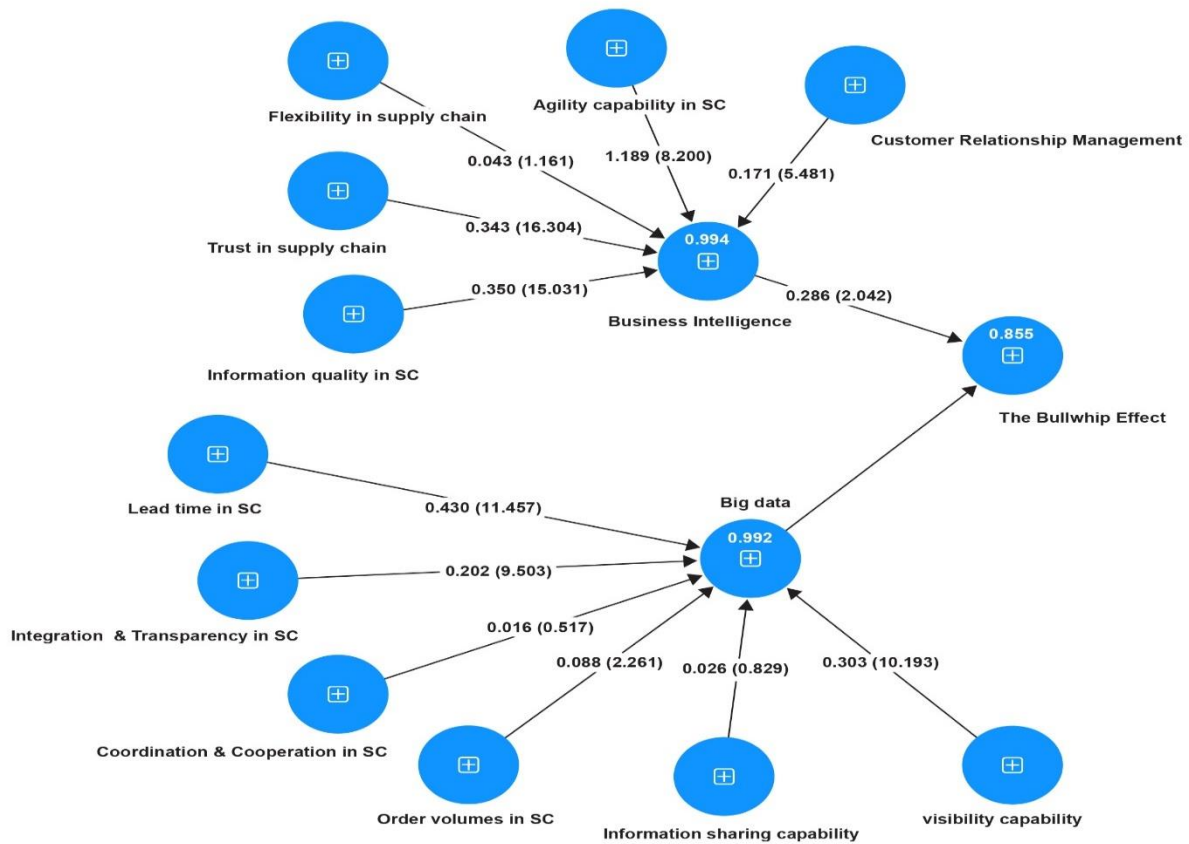 Flexibility in supply chain
Agility capability in SC
Customer Relationship Management
0.043 (1.161)
1.189 (8.200)
0.171 (5.481)
Trust in supply chain
0.343 (16.304)
0.994
0.350 (15.031)
Business Intelligence
0.286 (2.042)
Information quality in SC
0.855
The Bullwhip Effect
Lead time in SC
0.430 (11.457)
Big data
0.992
Integration & Transparency in SC
0.202 (9.503)
0.016 (0.517)
0.088 (2.261)
0.026 (0.829)
0.303 (10.193)
Coordination & Cooperation in SC
Order volumes in SC
Information sharing capability
visibility capability